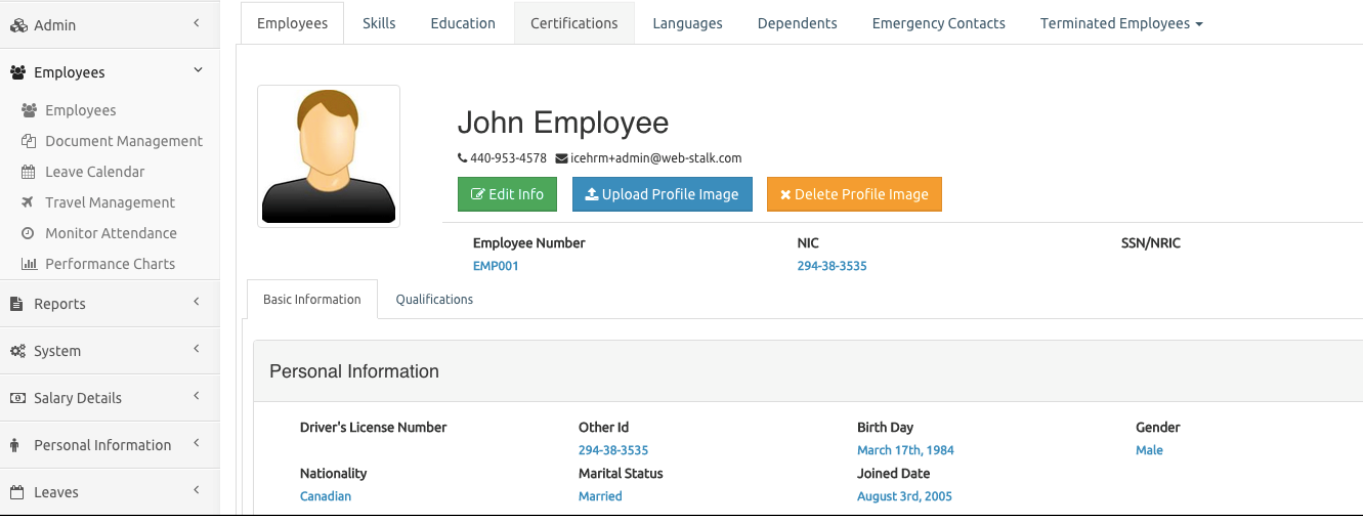 Admin
Employees
Employees
Document Management
Leave Calendar
Travel Management
Monitor Attendance
Performance Charts
Reports
System
Salary Details
Personal Information
Leaves
Employees Skills Education Certifications Languages Dependents Emergency Contacts Terminated Employees
John Employee
440-953-4578 icehrm+admin@web-stalk.com
Edit Info Upload Profile Image Delete Profile Image
Employee Number NIC SSN/NRIC
EMP001 294-38-3535
Basic Information Qualifications
Personal Information
Driver's License Number Other Id Birth Day Gender
294-38-3535 March 17th, 1984 Male
Nationality Marital Status Joined Date
Canadian Married August 3rd, 2005